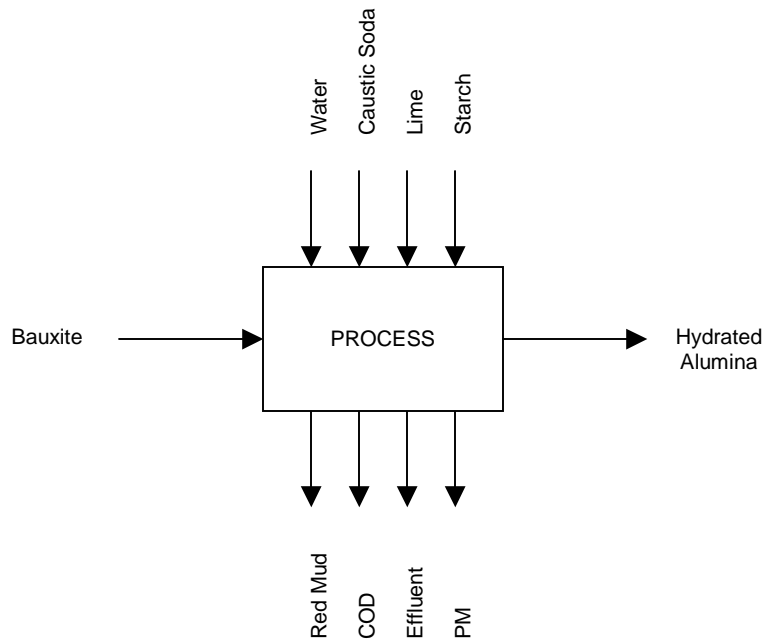 Water
Caustic Soda
Lime
Starch
Bauxite
PROCESS
Hydrated
Alumina
Red Mud
COD
Effluent
PM